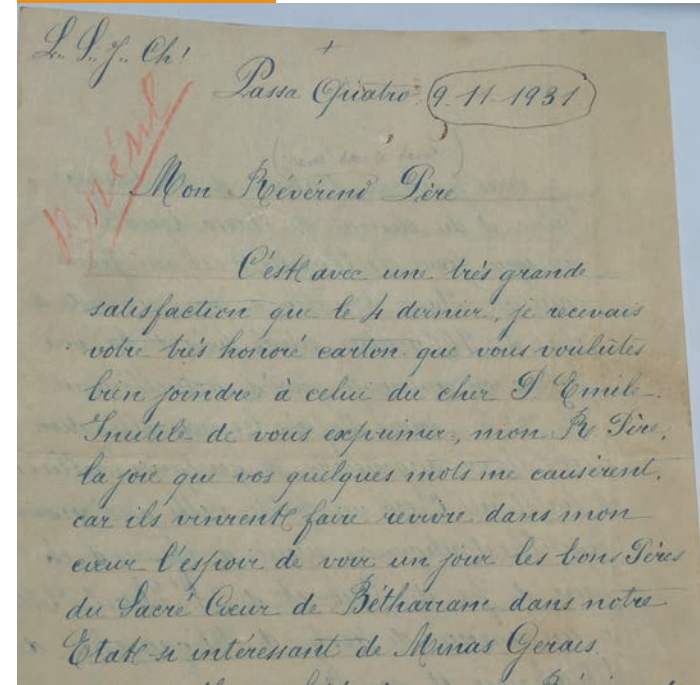 L. S. J. Ch!
+
Passa Quatro 9-11-1931
Brésil
Mon Révérend Père
C'est avec une très grande
satisfaction que le 4 dernier, je recevais
votre très honoré carton que vous voulûtes
bien joindre à celui du cher P. Emile.
Inutile de vous exprimer, mon R. Père,
la joie que vos quelques mots me causèrent,
car ils vinrent faire revivre dans mon
cœur l'espoir de voir un jour les bons Pères
du Sacré Cœur de Bétharram dans notre
Etat si intéressant de Minas Geraes.